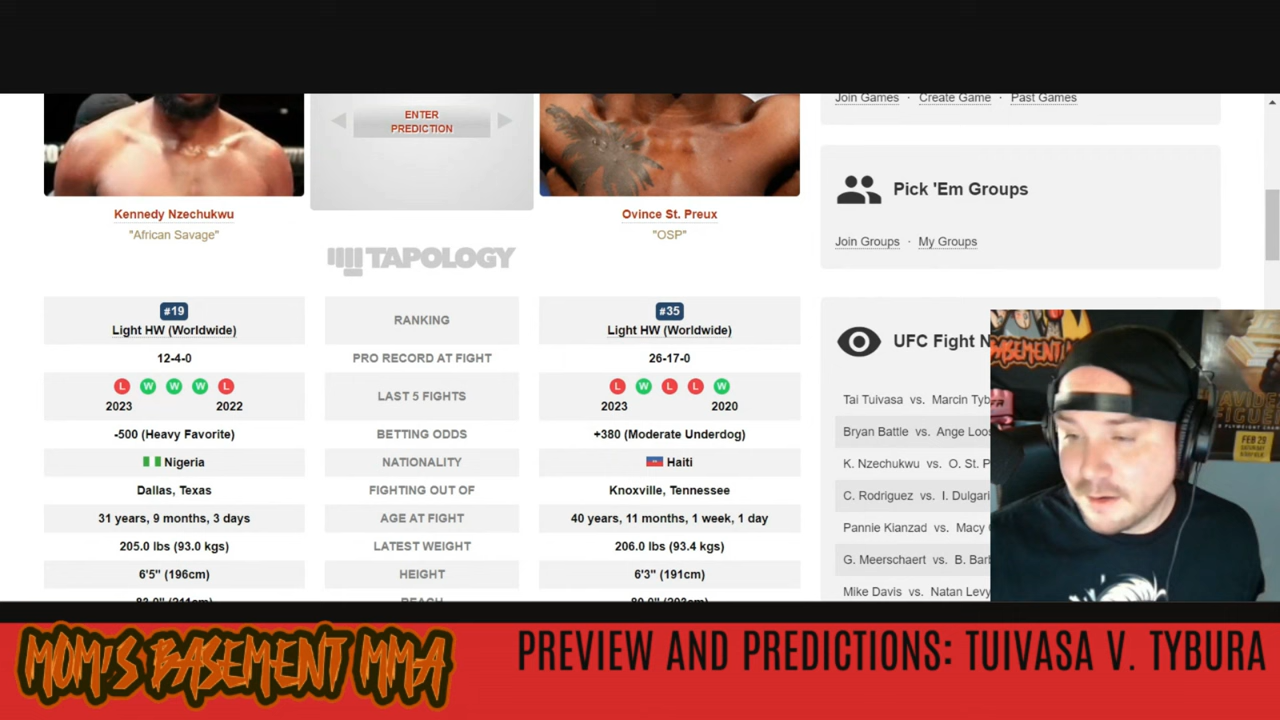 Join Games · Create Game · Past Games
ENTER
PREDICTION
Pick 'Em Groups
Join Groups · My Groups
Kennedy Nzechukwu
"African Savage"
Ovince St. Preux
"OSP"
TAPOLOGY
#19
Light HW (Worldwide)
RANKING
#35
Light HW (Worldwide)
12-4-0 PRO RECORD AT FIGHT 26-17-0
L W W W L
2023 2022
LAST 5 FIGHTS
L W L L W
2023 2020
-500 (Heavy Favorite) BETTING ODDS +380 (Moderate Underdog)
Nigeria NATIONALITY Haiti
Dallas, Texas FIGHTING OUT OF Knoxville, Tennessee
31 years, 9 months, 3 days AGE AT FIGHT 40 years, 11 months, 1 week, 1 day
205.0 lbs (93.0 kgs) LATEST WEIGHT 206.0 lbs (93.4 kgs)
6'5" (196cm) HEIGHT 6'3" (191cm)
UFC Fight N
Tai Tuivasa vs. Marcin Tyb
Bryan Battle vs. Ange Loo
K. Nzechukwu vs. O. St. P
C. Rodriguez vs. I. Dulgari
Pannie Kianzad vs. Macy
G. Meerschaert vs. B. Bar
Mike Davis vs. Natan Levy
FEB 29
MOM'S BASEMENT MMA
PREVIEW AND PREDICTIONS: TUIVASA V. TYBURA